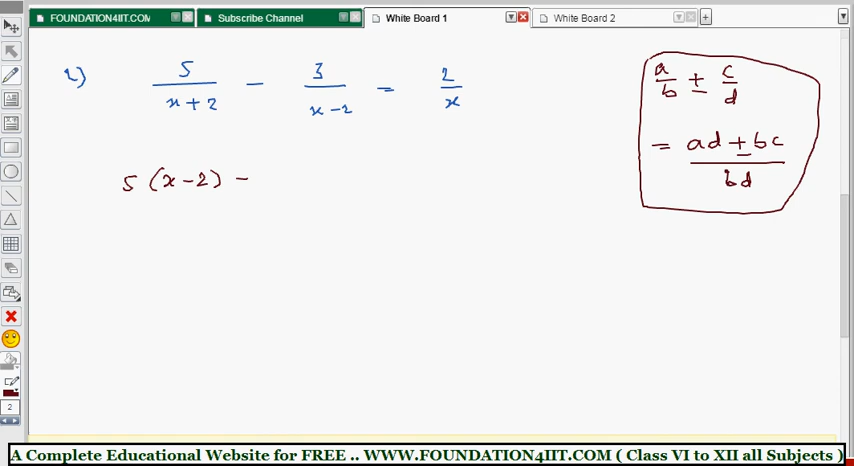 FOUNDATION4IIT.COM Subscribe Channel White Board 1 White Board 2
2) 5/(x+2) - 3/(x-2) = 2/x
a/b ± c/d
= (ad ± bc)/bd
5 (x-2) -
2
A Complete Educational Website for FREE .. WWW.FOUNDATION4IIT.COM ( Class VI to XII all Subjects )